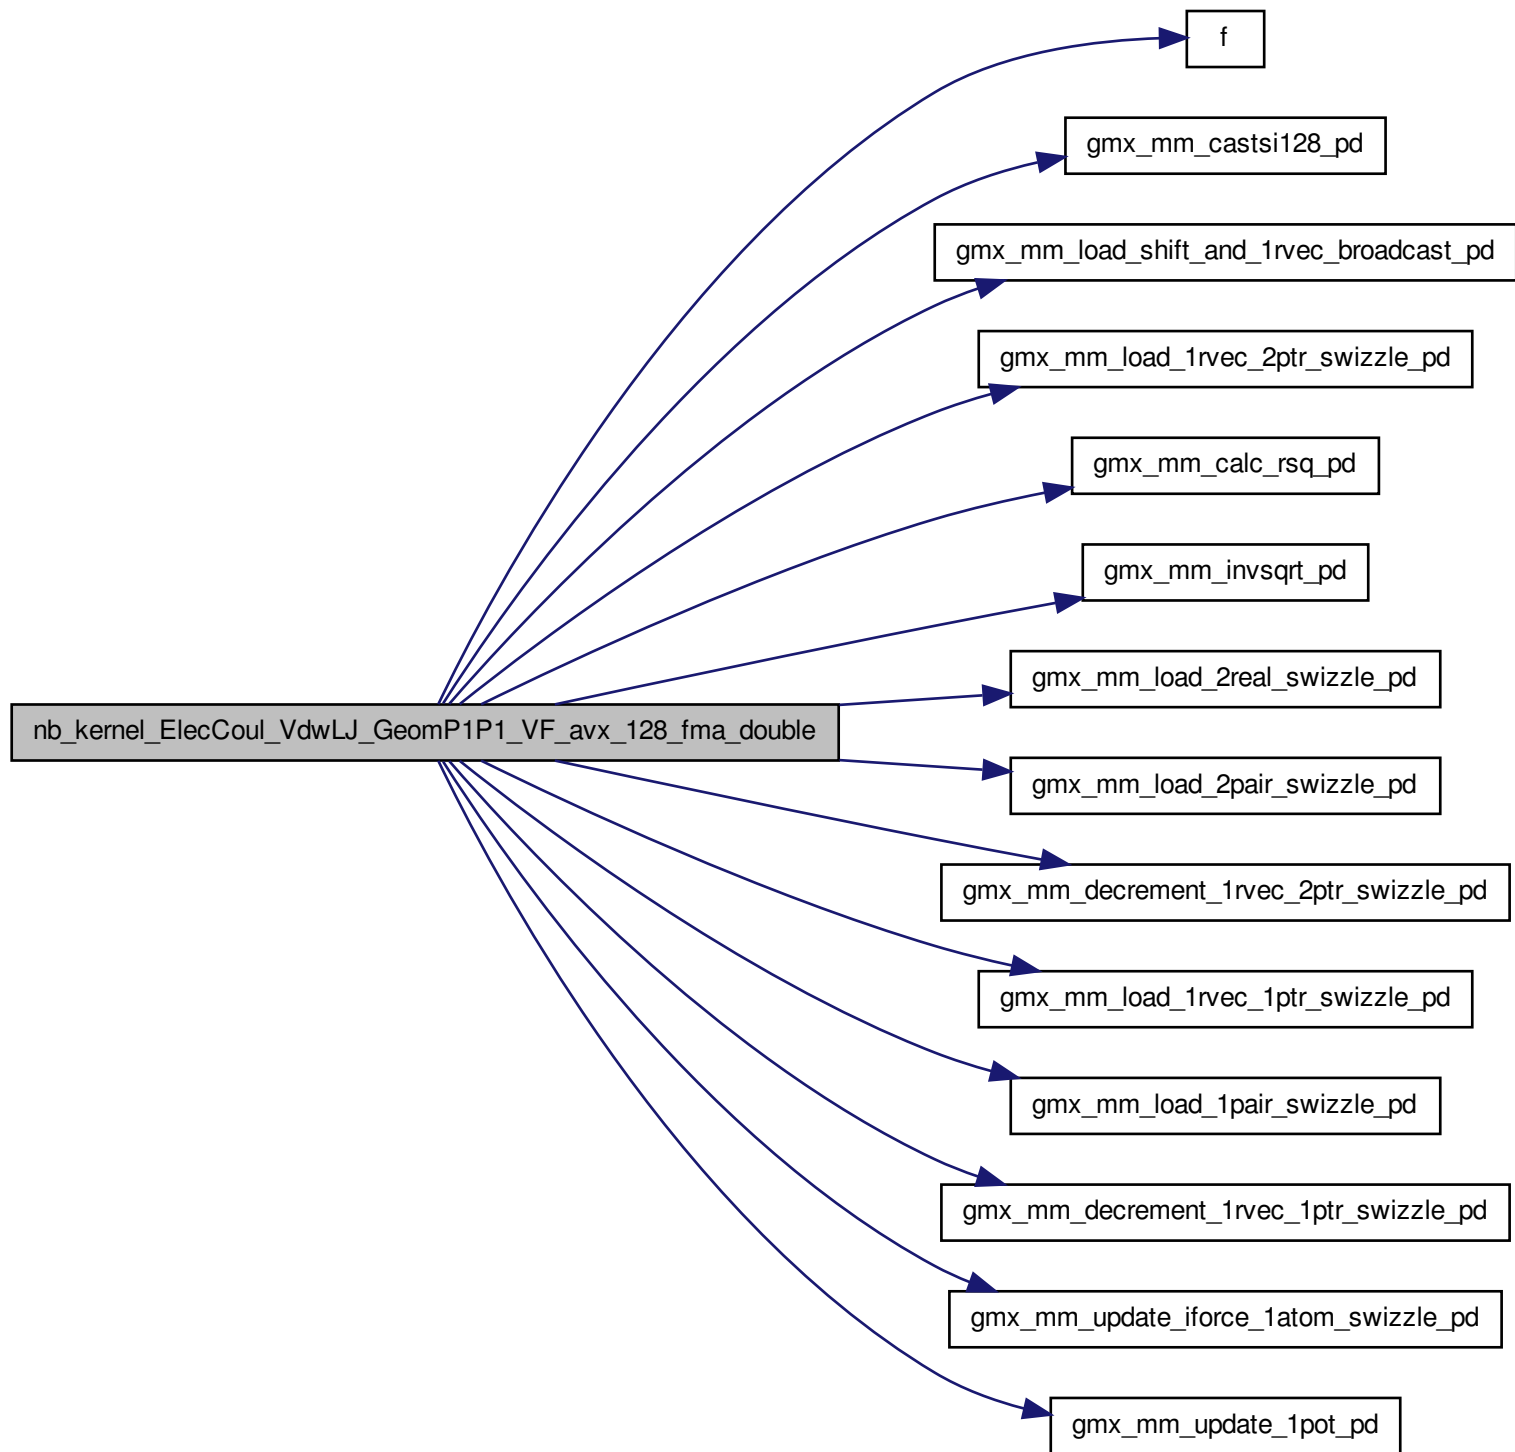 f
gmx_mm_castsi128_pd
gmx_mm_load_shift_and_1rvec_broadcast_pd
gmx_mm_load_1rvec_2ptr_swizzle_pd
gmx_mm_calc_rsq_pd
gmx_mm_invsqrt_pd
gmx_mm_load_2real_swizzle_pd
nb_kernel_ElecCoul_VdwLJ_GeomP1P1_VF_avx_128_fma_double
gmx_mm_load_2pair_swizzle_pd
gmx_mm_decrement_1rvec_2ptr_swizzle_pd
gmx_mm_load_1rvec_1ptr_swizzle_pd
gmx_mm_load_1pair_swizzle_pd
gmx_mm_decrement_1rvec_1ptr_swizzle_pd
gmx_mm_update_iforce_1atom_swizzle_pd
gmx_mm_update_1pot_pd